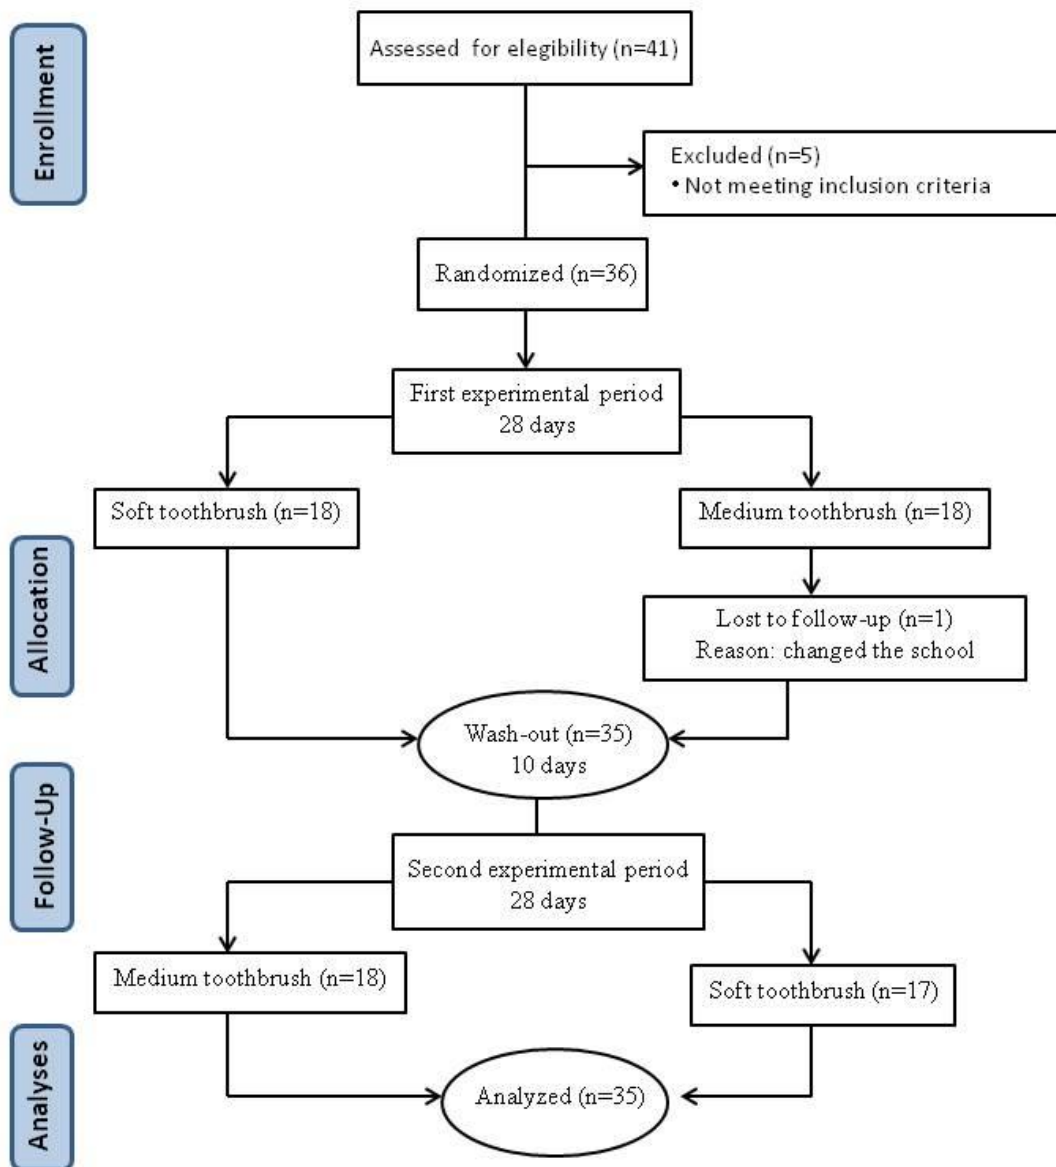 Enrollment
Assessed for elegibility (n=41)
Excluded (n=5)
• Not meeting inclusion criteria
Randomized (n=36)
First experimental period
28 days
Allocation
Soft toothbrush (n=18)
Medium toothbrush (n=18)
Lost to follow-up (n=1)
Reason: changed the school
Wash-out (n=35)
10 days
Follow-Up
Second experimental period
28 days
Medium toothbrush (n=18)
Soft toothbrush (n=17)
Analyses
Analyzed (n=35)